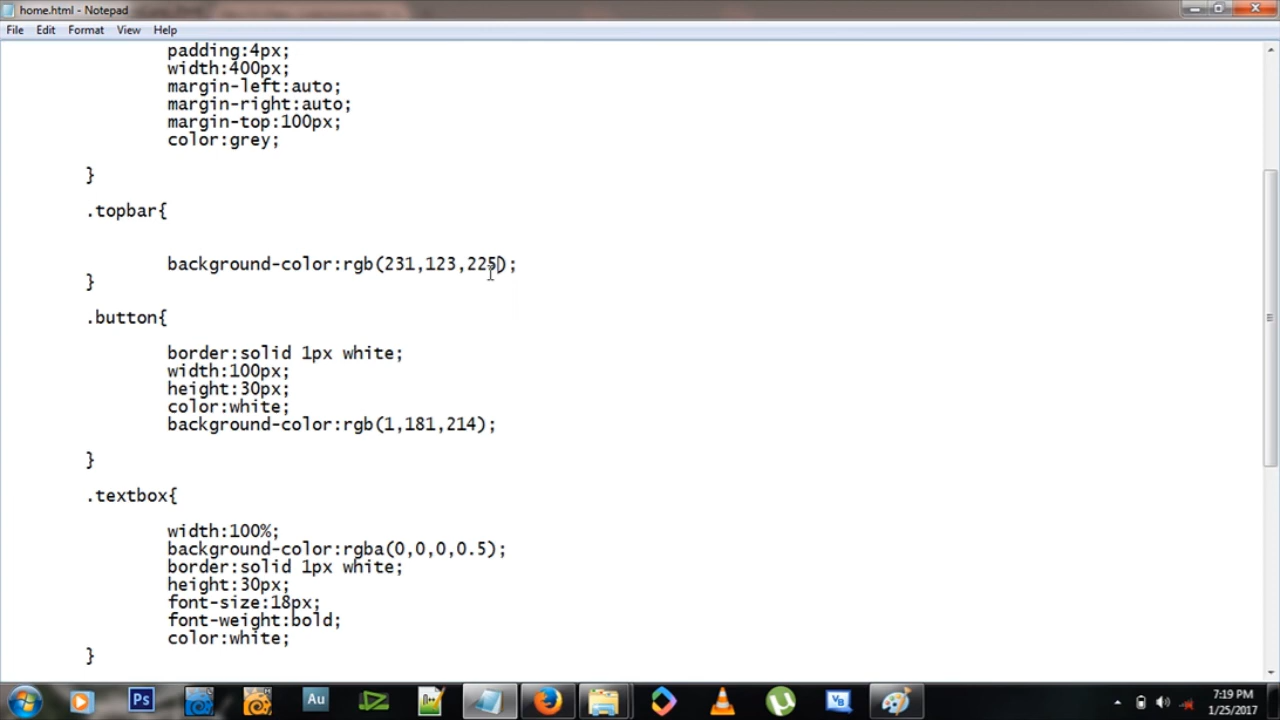 home.html - Notepad
File Edit Format View Help
padding:4px;
width:400px;
margin-left:auto;
margin-right:auto;
margin-top:100px;
color:grey;
}
.topbar{
background-color:rgb(231,123,225);
}
.button{
border:solid 1px white;
width:100px;
height:30px;
color:white;
background-color:rgb(1,181,214);
}
.textbox{
width:100%;
background-color:rgba(0,0,0,0.5);
border:solid 1px white;
height:30px;
font-size:18px;
font-weight:bold;
color:white;
}
Ps
Au
7:19 PM
1/25/2017